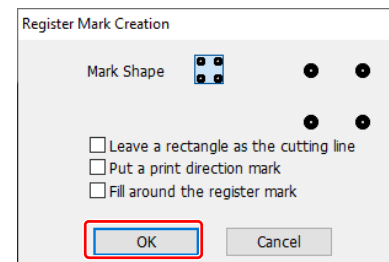 Register Mark Creation
Mark Shape
Leave a rectangle as the cutting line
Put a print direction mark
Fill around the register mark
OK
Cancel